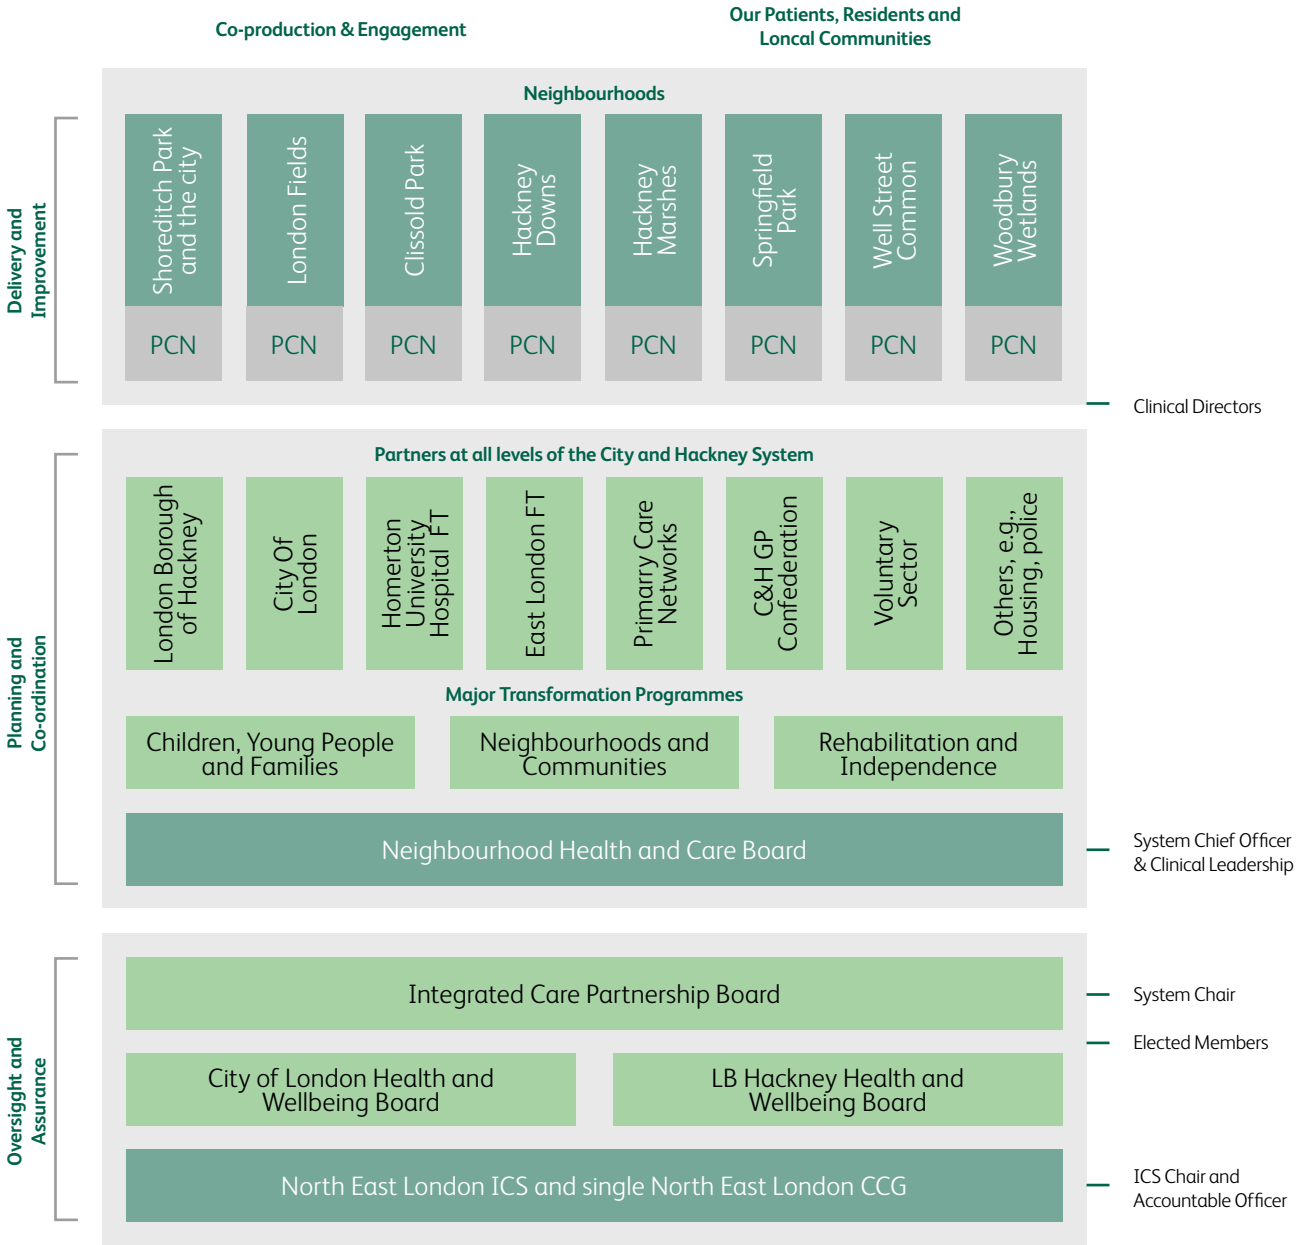 Co-production & Engagement
Our Patients, Residents and
Loncal Communities
Delivery and
Improvement
Neighbourhoods
Shoreditch Park
and the city
London Fields
Clissold Park
Hackney
Downs
Hackney
Marshes
Springfield
Park
Well Street
Common
Woodbury
Wetlands
PCN
PCN
PCN
PCN
PCN
PCN
PCN
PCN
Clinical Directors
Planning and
Co-ordination
Partners at all levels of the City and Hackney System
London Borough
of Hackney
City Of
London
Homerton
University
Hospital FT
East London FT
Primarry Care
Networks
C&H GP
Confederation
Voluntary
Sector
Others, e.g.,
Housing, police
Major Transformation Programmes
Children, Young People
and Families
Neighbourhoods and
Communities
Rehabilitation and
Independence
Neighbourhood Health and Care Board
System Chief Officer
& Clinical Leadership
Oversigght and
Assurance
Integrated Care Partnership Board
System Chair
Elected Members
City of London Health and
Wellbeing Board
LB Hackney Health and
Wellbeing Board
North East London ICS and single North East London CCG
ICS Chair and
Accountable Officer